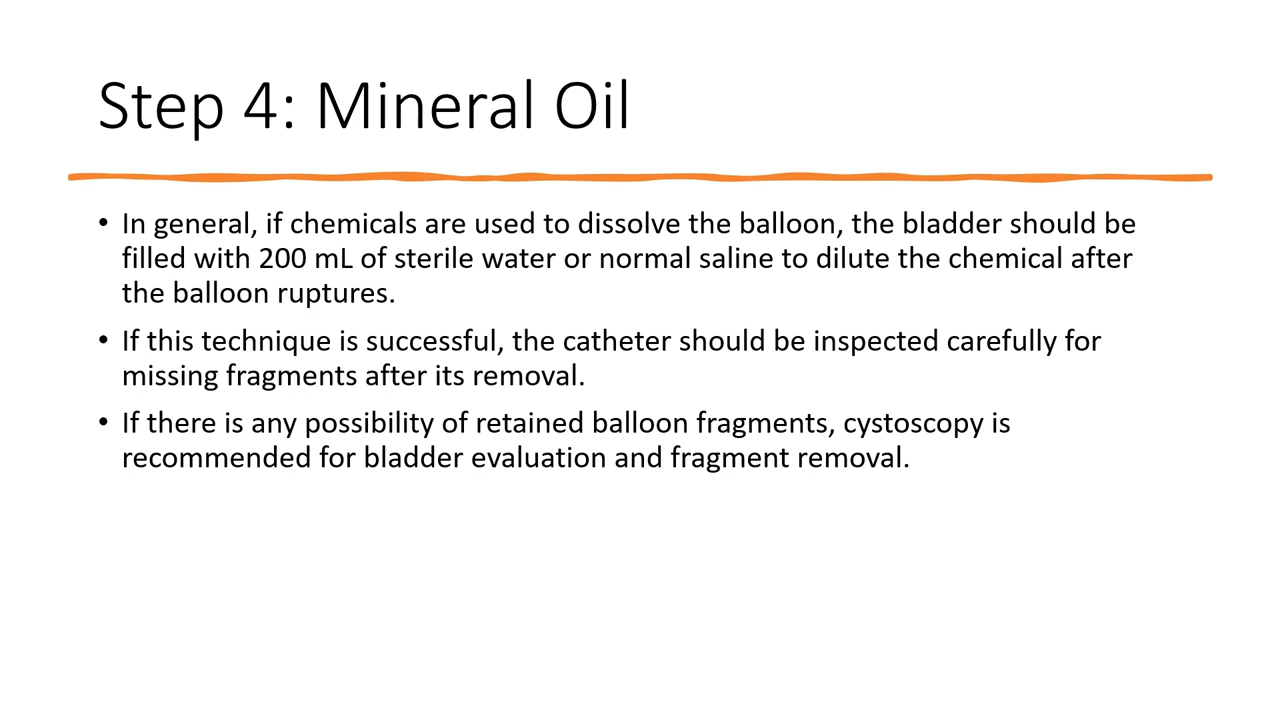 Step 4: Mineral Oil
• In general, if chemicals are used to dissolve the balloon, the bladder should be
filled with 200 mL of sterile water or normal saline to dilute the chemical after
the balloon ruptures.
• If this technique is successful, the catheter should be inspected carefully for
missing fragments after its removal.
• If there is any possibility of retained balloon fragments, cystoscopy is
recommended for bladder evaluation and fragment removal.